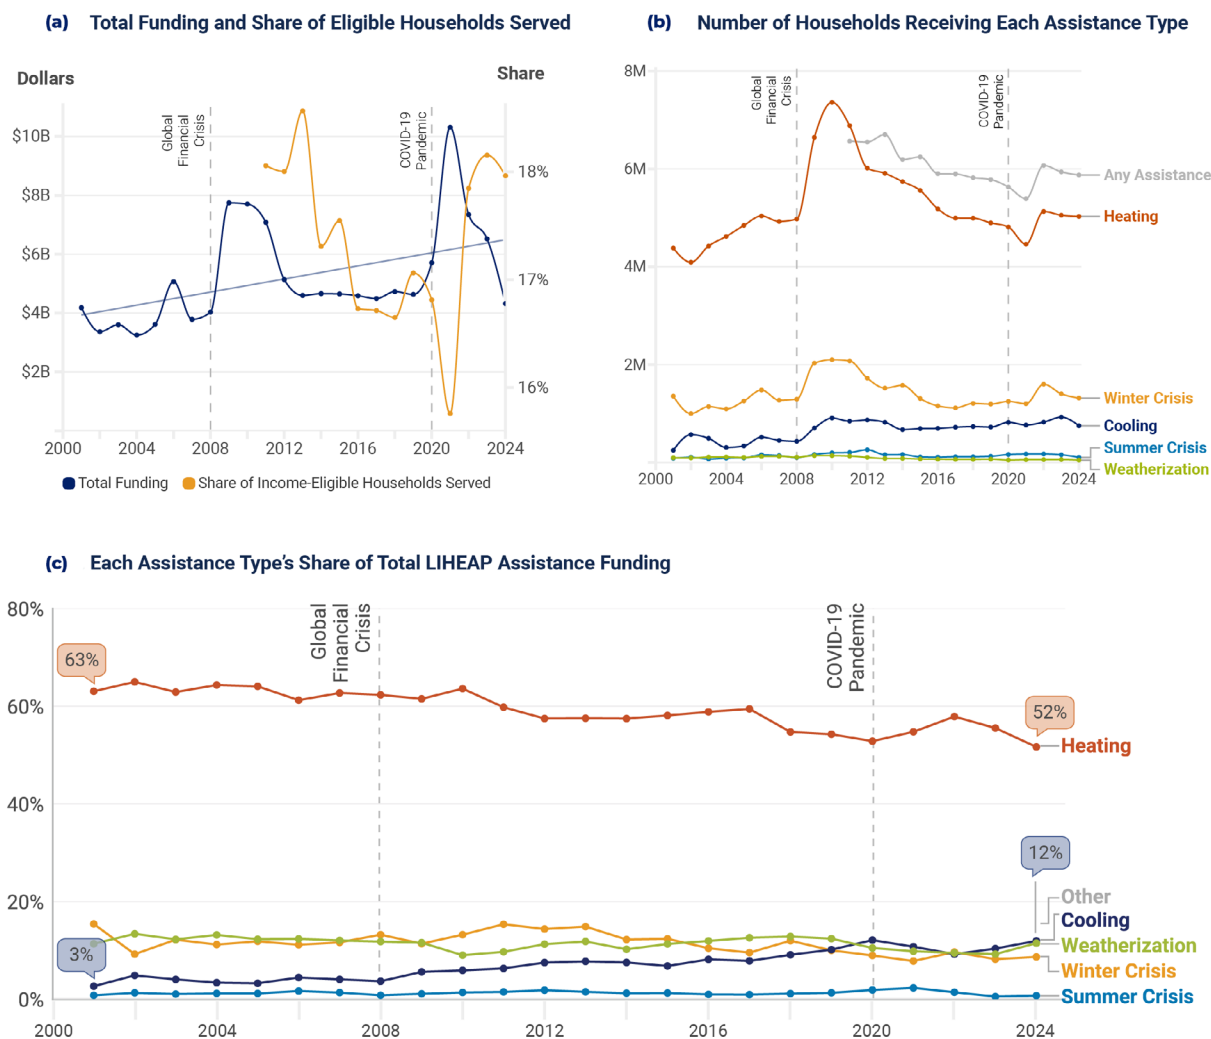 (a) Total Funding and Share of Eligible Households Served
Dollars
Share
Global
Financial
Crisis
COVID-19
Pandemic
$10B
$8B
$6B
$4B
$2B
18%
17%
16%
2000 2004 2008 2012 2016 2020 2024
Total Funding Share of Income-Eligible Households Served
(b) Number of Households Receiving Each Assistance Type
8M
6M
4M
2M
Global
Financial
Crisis
COVID-19
Pandemic
Any Assistance
Heating
Winter Crisis
Cooling
Summer Crisis
Weatherization
2000 2004 2008 2012 2016 2020 2024
(c) Each Assistance Type's Share of Total LIHEAP Assistance Funding
80%
60%
40%
20%
0%
Global
Financial
Crisis
COVID-19
Pandemic
63%
52%
Heating
3%
12%
Other
Cooling
Weatherization
Winter Crisis
Summer Crisis
2000 2004 2008 2012 2016 2020 2024